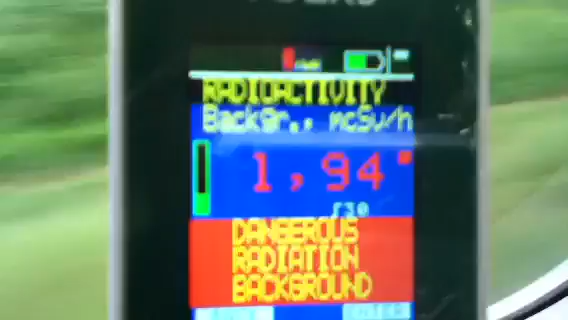 RADIOACTIVITY
Backgr., mcSv/h
1,94
DANGEROUS
RADIATION
BACKGROUND